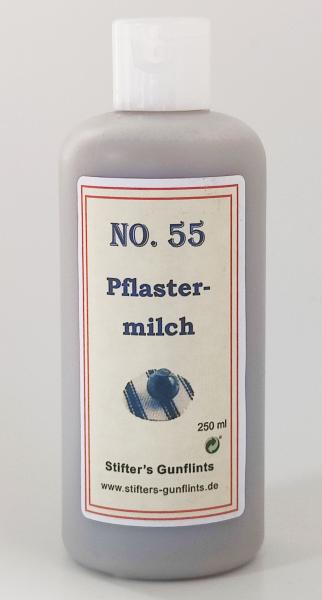 NO. 55
Pflaster-
milch
250 ml
Stifter's Gunflints
www.stifters-gunflints.de